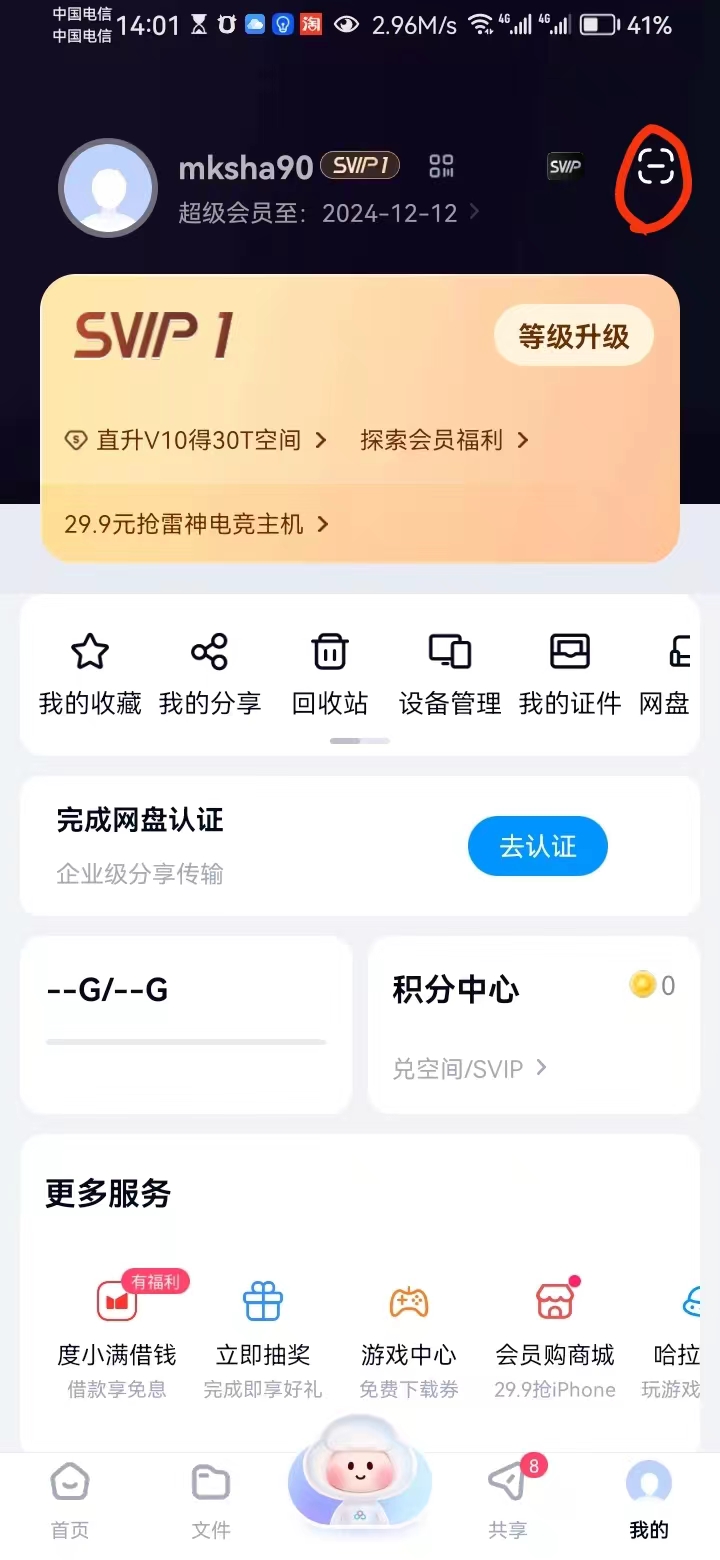 中国电信
中国电信
14:01
淘
2.96M/s
4G
4G
41%
mksha90
SVIP1
SVIP
超级会员至：2024-12-12
SVIP 1
等级升级
直升V10得30T空间
探索会员福利
29.9元抢雷神电竞主机
我的收藏
我的分享
回收站
设备管理
我的证件
网盘
完成网盘认证
企业级分享传输
去认证
--G/--G
积分中心
0
兑空间/SVIP
更多服务
有福利
度小满借钱
立即抽奖
游戏中心
会员购商城
哈拉
借款享免息
完成即享好礼
免费下载券
29.9抢iPhone
玩游戏
8
首页
文件
共享
我的